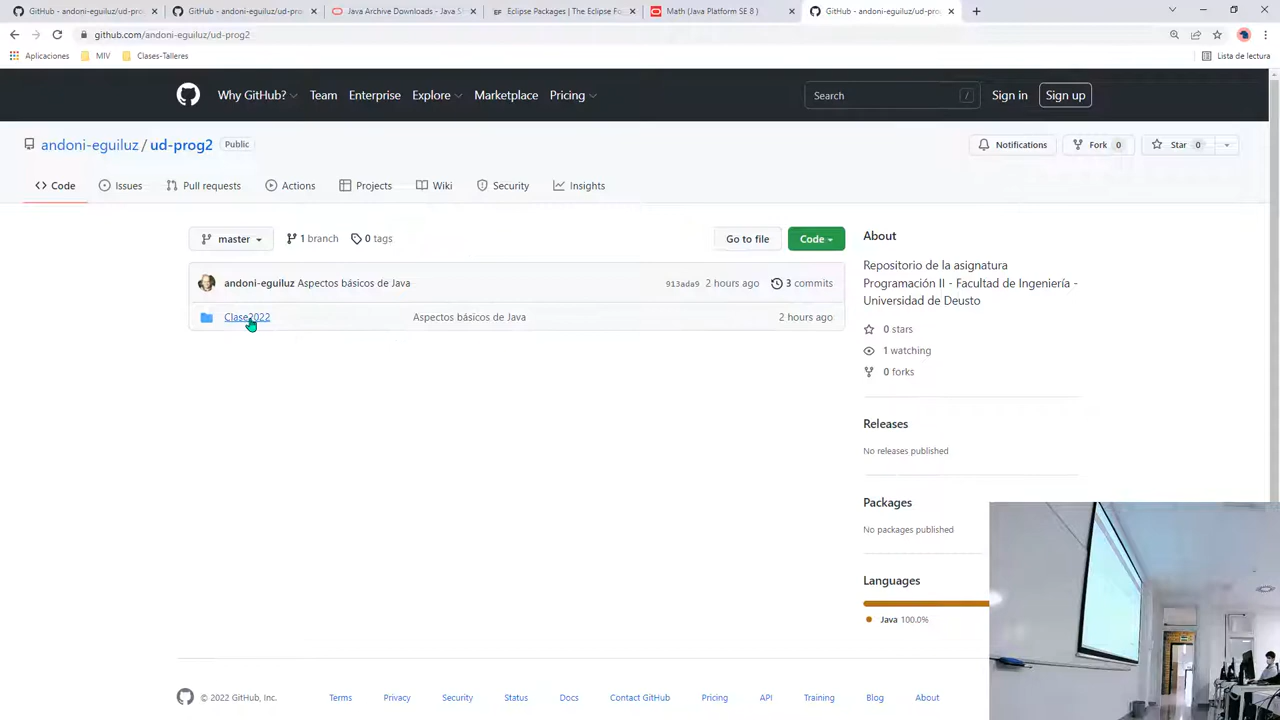 GitHub - andoni-eguiluz/ud-pro
GitHub - andoni-eguiluz/ud-pro
Java Archive Downloads - Java S
Eclipse Packages | The Eclipse Fo
Math (Java Platform SE 8 )
GitHub - andoni-eguiluz/ud-pro
github.com/andoni-eguiluz/ud-prog2
Aplicaciones
MIV
Clases-Talleres
Lista de lectura
Why GitHub?
Team
Enterprise
Explore
Marketplace
Pricing
Search
/
Sign in
Sign up
andoni-eguiluz / ud-prog2
Public
Notifications
Fork 0
Star 0
Code
Issues
Pull requests
Actions
Projects
Wiki
Security
Insights
master
1 branch
0 tags
Go to file
Code
andoni-eguiluz Aspectos básicos de Java
913ada9 2 hours ago
3 commits
Clase2022
Aspectos básicos de Java
2 hours ago
About
Repositorio de la asignatura
Programación II - Facultad de Ingeniería -
Universidad de Deusto
0 stars
1 watching
0 forks
Releases
No releases published
Packages
No packages published
Languages
Java 100.0%
© 2022 GitHub, Inc.
Terms
Privacy
Security
Status
Docs
Contact GitHub
Pricing
API
Training
Blog
About